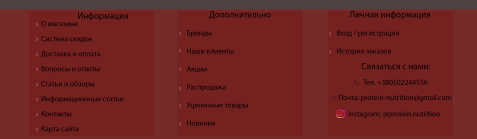 Информация
О магазине
Система скидок
Доставка и оплата
Вопросы и ответы
Статьи и обзоры
Информационные статьи
Контакты
Карта сайта
Дополнительно
Бренды
Наши клиенты
Акции
Распродажа
Уцененные товары
Новинки
Личная информация
Вход / регистрация
История заказов
Связаться с нами:
Тел: +380502244556
Почта: protein-nutrition@gmail.com
Instagram: @protein.nutrition